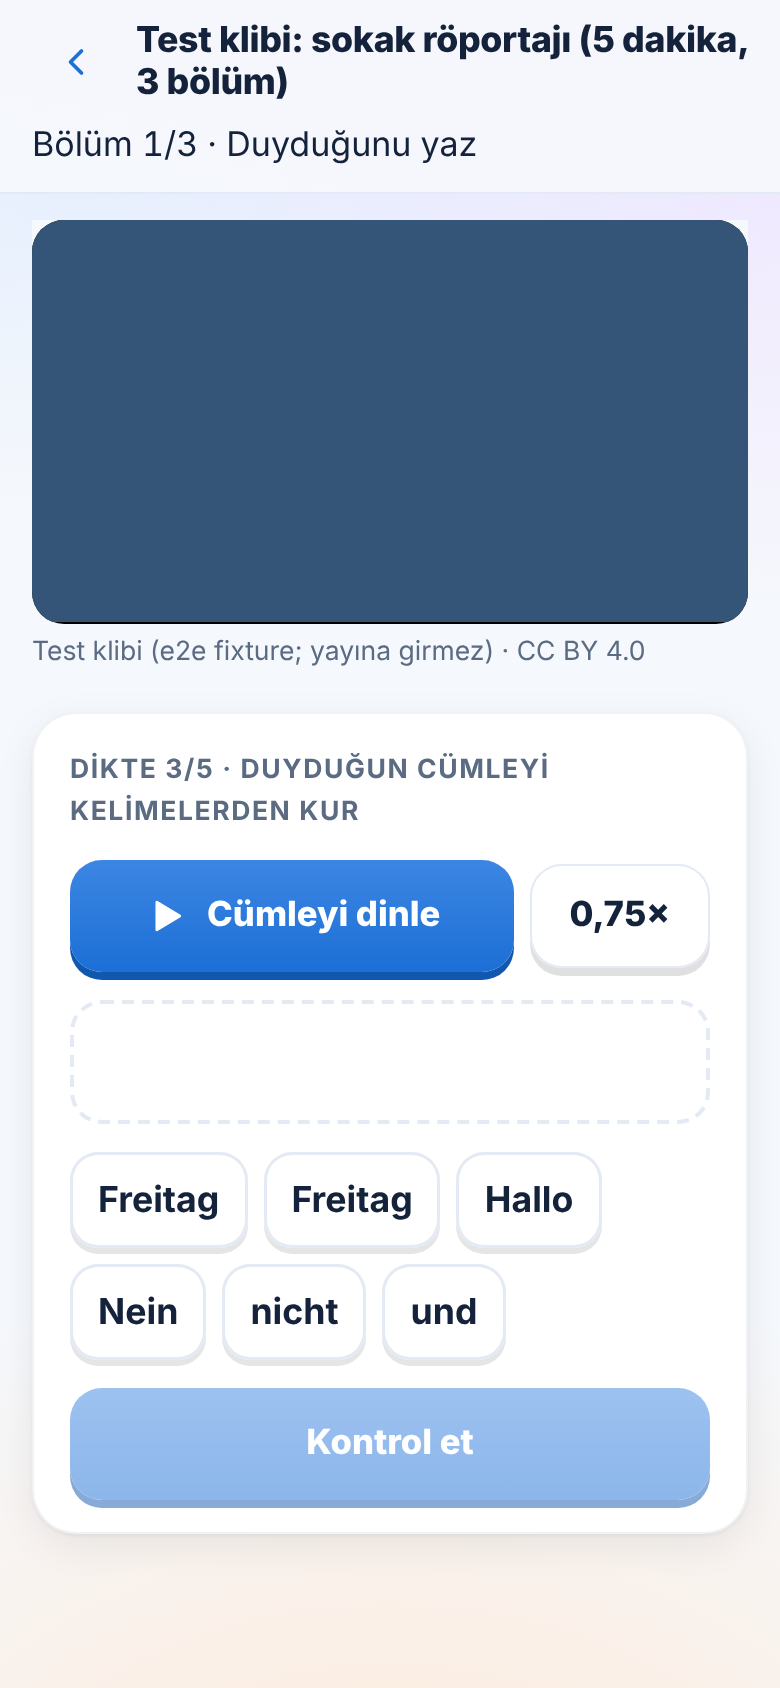 Test klibi: sokak röportajı (5 dakika,
3 bölüm)
Bölüm 1/3 · Duyduğunu yaz
Test klibi (e2e fixture; yayına girmez) · CC BY 4.0
DİKTE 3/5 · DUYDUĞUN CÜMLEYİ
KELİMELERDEN KUR
Cümleyi dinle
0,75×
Freitag
Freitag
Hallo
Nein
nicht
und
Kontrol et